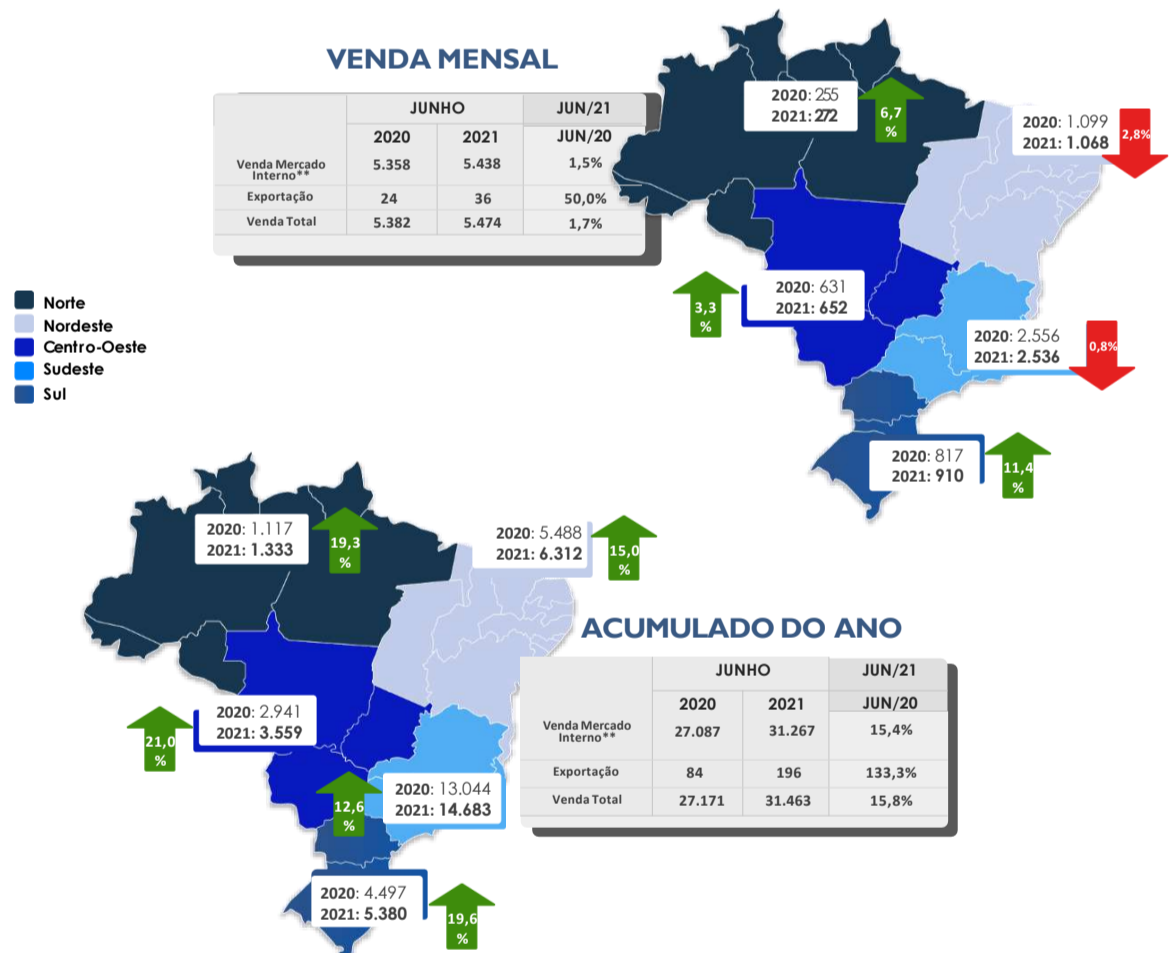 VENDA MENSAL
JUNHO JUN/21
2020 2021 JUN/20
Venda Mercado
Interno** 5.358 5.438 1,5%
Exportação 24 36 50,0%
Venda Total 5.382 5.474 1,7%
2020: 255
2021: 272
6,7
%
2020: 1.099
2021: 1.068
2,8%
3,3
%
2020: 631
2021: 652
2020: 2.556
2021: 2.536
0,8%
2020: 817
2021: 910
11,4
%
Norte
Nordeste
Centro-Oeste
Sudeste
Sul
2020: 1.117
2021: 1.333
19,3
%
2020: 5.488
2021: 6.312
15,0
%
21,0
%
2020: 2.941
2021: 3.559
12,6
%
2020: 13.044
2021: 14.683
2020: 4.497
2021: 5.380
19,6
%
ACUMULADO DO ANO
JUNHO JUN/21
2020 2021 JUN/20
Venda Mercado
Interno** 27.087 31.267 15,4%
Exportação 84 196 133,3%
Venda Total 27.171 31.463 15,8%